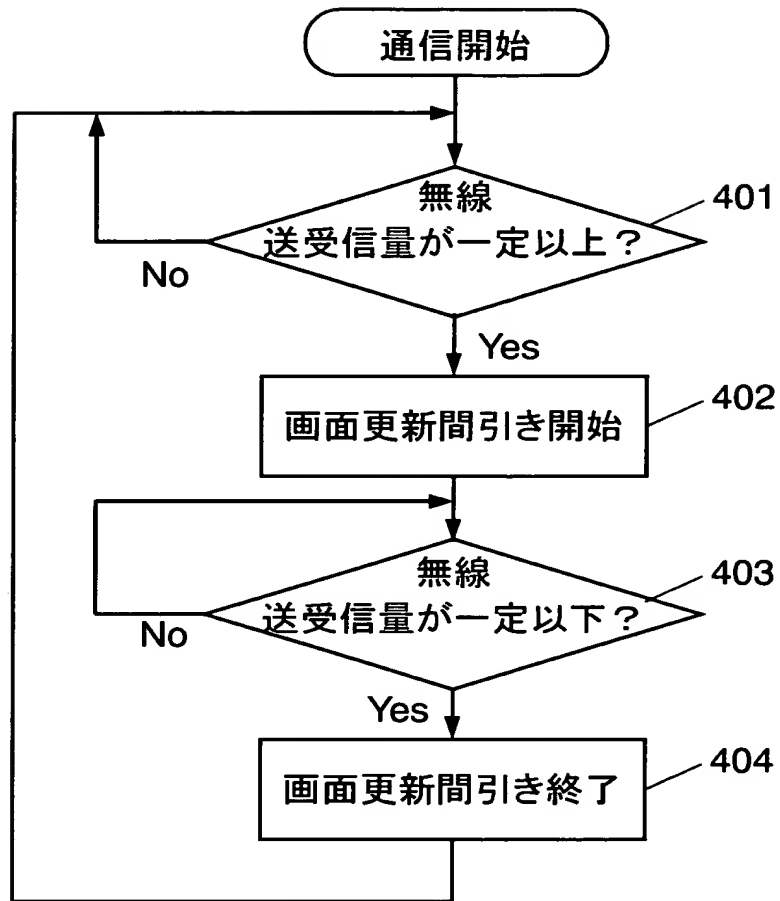 通信開始
無線
送受信量が一定以上？
401
No
Yes
画面更新間引き開始
402
無線
送受信量が一定以下？
403
No
Yes
画面更新間引き終了
404